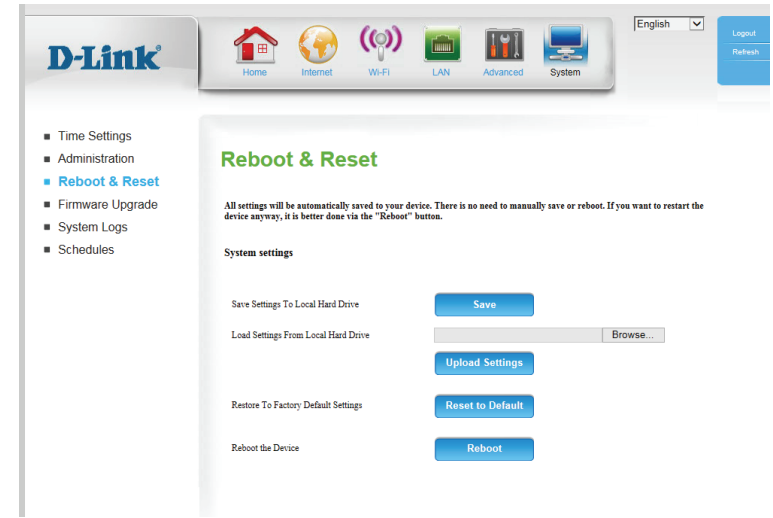 D-Link
Home
Internet
Wi-Fi
LAN
Advanced
System
English
Logout
Refresh
Time Settings
Administration
Reboot & Reset
Firmware Upgrade
System Logs
Schedules
Reboot & Reset
All settings will be automatically saved to your device. There is no need to manually save or reboot. If you want to restart the
device anyway, it is better done via the "Reboot" button.
System settings
Save Settings To Local Hard Drive
Save
Load Settings From Local Hard Drive
Browse...
Upload Settings
Restore To Factory Default Settings
Reset to Default
Reboot the Device
Reboot